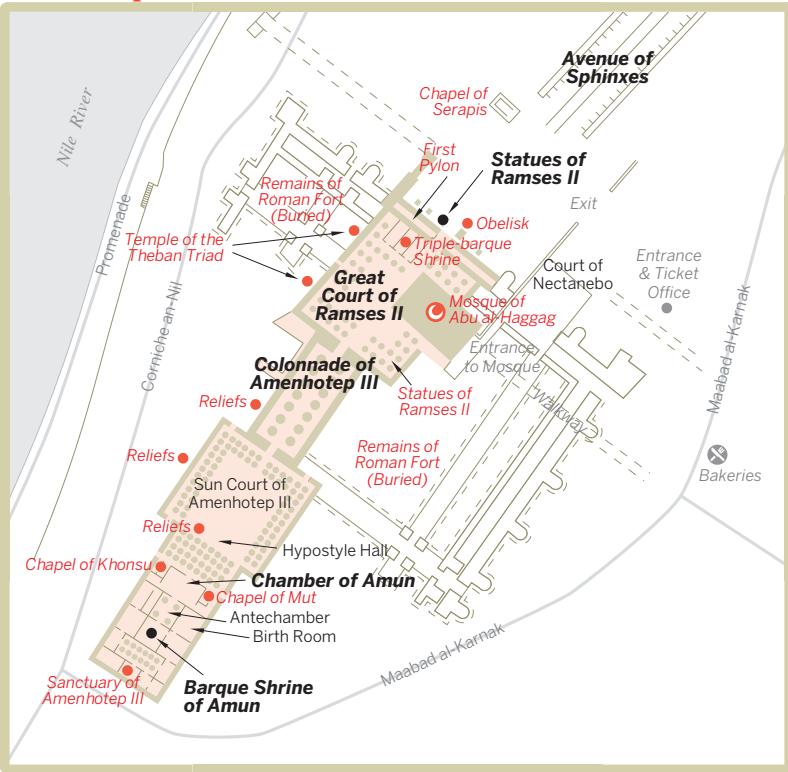 Avenue of
Sphinxes
Chapel of
Serapis
Nile River
First
Pylon
Statues of
Ramses II
Remains of
Roman Fort
(Buried)
Exit
Obelisk
Promenade
Temple of the
Theban Triad
Triple-barque
Shrine
Court of
Nectanebo
Entrance
& Ticket
Office
Great
Court of
Ramses II
Mosque of
Abu al-Haggag
Corniche an-Nil
Maabad al-Karnak
Entrance
to Mosque
Colonnade of
Amenhotep III
Statues of
Ramses II
Walkway
Reliefs
Remains of
Roman Fort
(Buried)
Reliefs
Bakeries
Sun Court of
Amenhotep III
Reliefs
Hypostyle Hall
Chapel of Khonsu
Chamber of Amun
Chapel of Mut
Antechamber
Birth Room
Maabad al-Karnak
Sanctuary of
Amenhotep III
Barque Shrine
of Amun